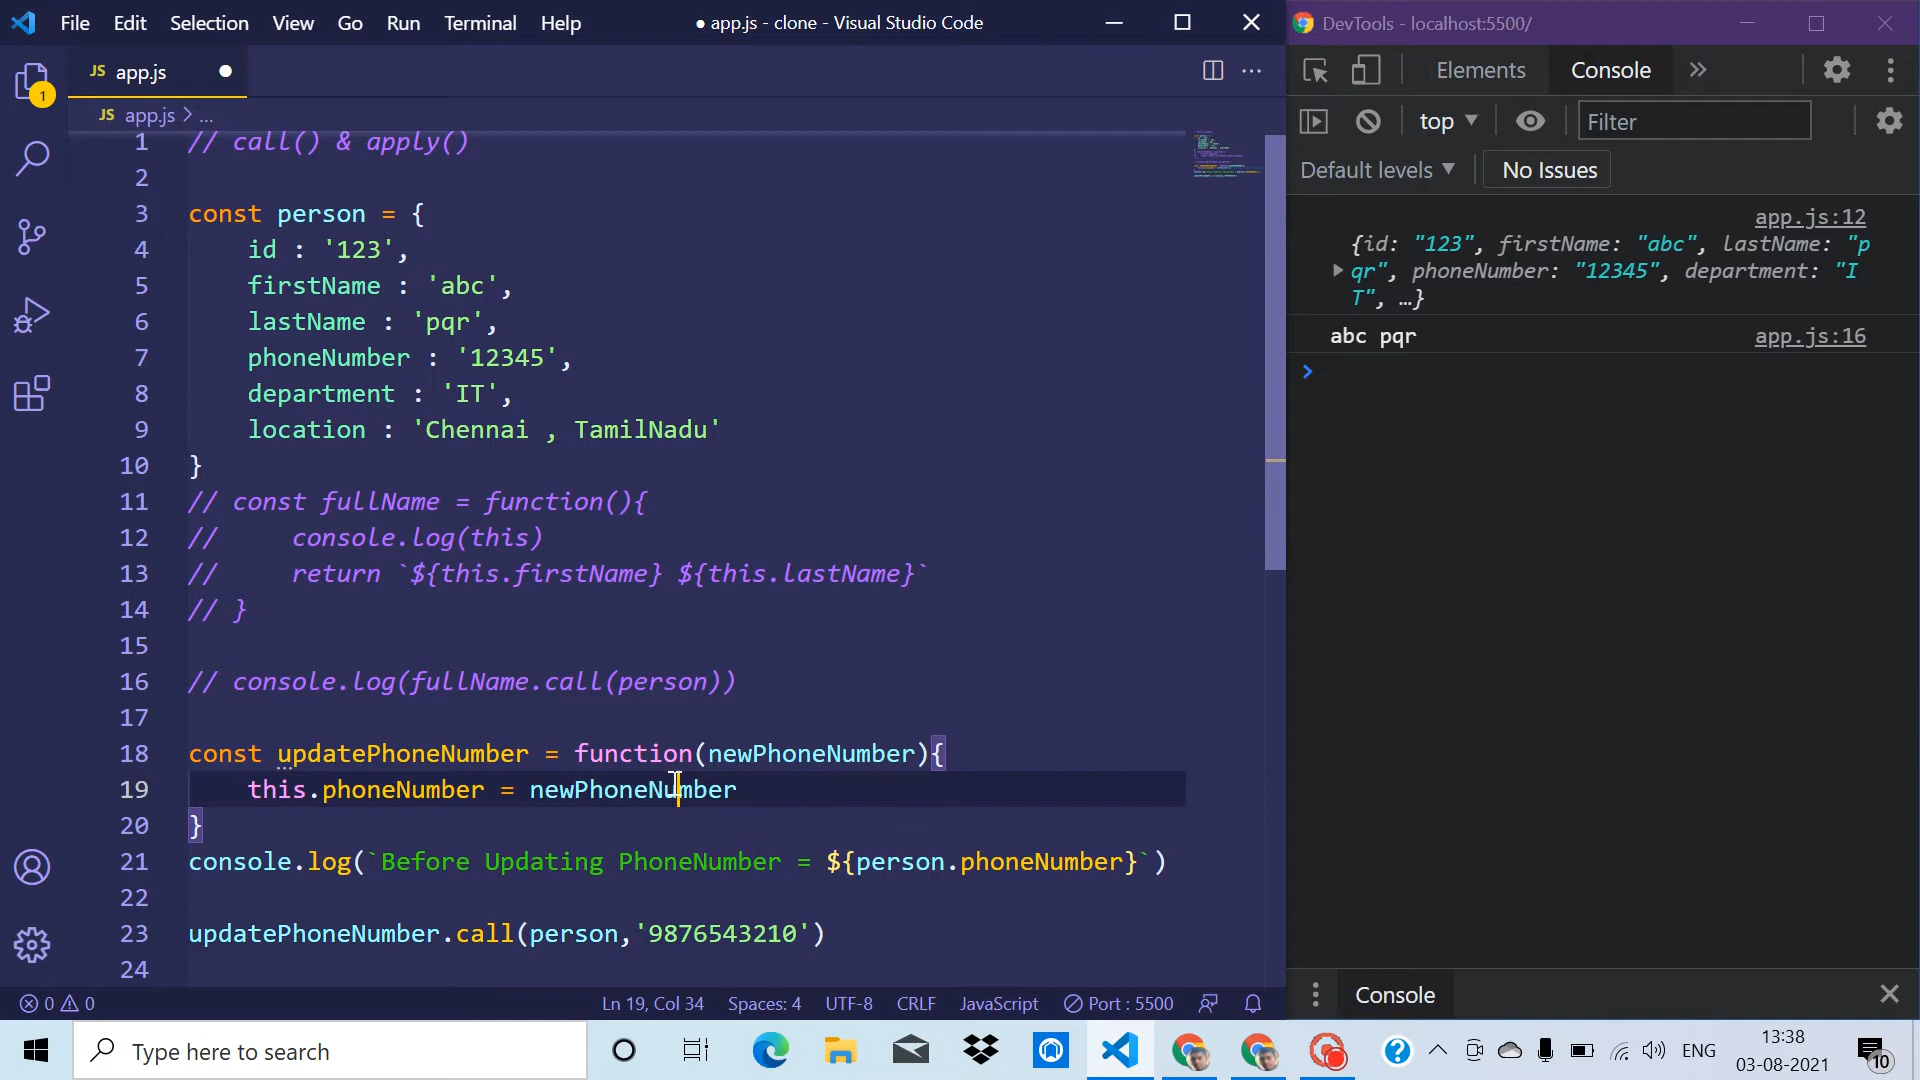 File Edit Selection View Go Run Terminal Help
● app.js - clone - Visual Studio Code
JS app.js ●
JS app.js > ...
1 // call() & apply()
2
3 const person = {
4 id : '123',
5 firstName : 'abc',
6 lastName : 'pqr',
7 phoneNumber : '12345',
8 department : 'IT',
9 location : 'Chennai , TamilNadu'
10 }
11 // const fullName = function(){
12 // console.log(this)
13 // return `${this.firstName} ${this.lastName}`
14 // }
15
16 // console.log(fullName.call(person))
17
18 const updatePhoneNumber = function(newPhoneNumber){
19 this.phoneNumber = newPhoneNumber
20 }
21 console.log(`Before Updating PhoneNumber = ${person.phoneNumber}`)
22
23 updatePhoneNumber.call(person,'9876543210')
24
1
0 0
Ln 19, Col 34 Spaces: 4 UTF-8 CRLF JavaScript Port : 5500
DevTools - localhost:5500/
Elements Console
top Filter
Default levels No Issues
app.js:12
{id: "123", firstName: "abc", lastName: "p
qr", phoneNumber: "12345", department: "I
T", …}
abc pqr app.js:16
Console
Type here to search
ENG
13:38
03-08-2021
10